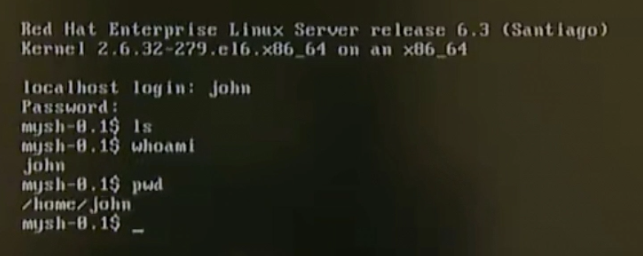 Red Hat Enterprise Linux Server release 6.3 (Santiago)
Kernel 2.6.32-279.el6.x86_64 on an x86_64
localhost login: john
Password:
mysh-0.1$ ls
mysh-0.1$ whoami
john
mysh-0.1$ pwd
/home/john
mysh-0.1$ _